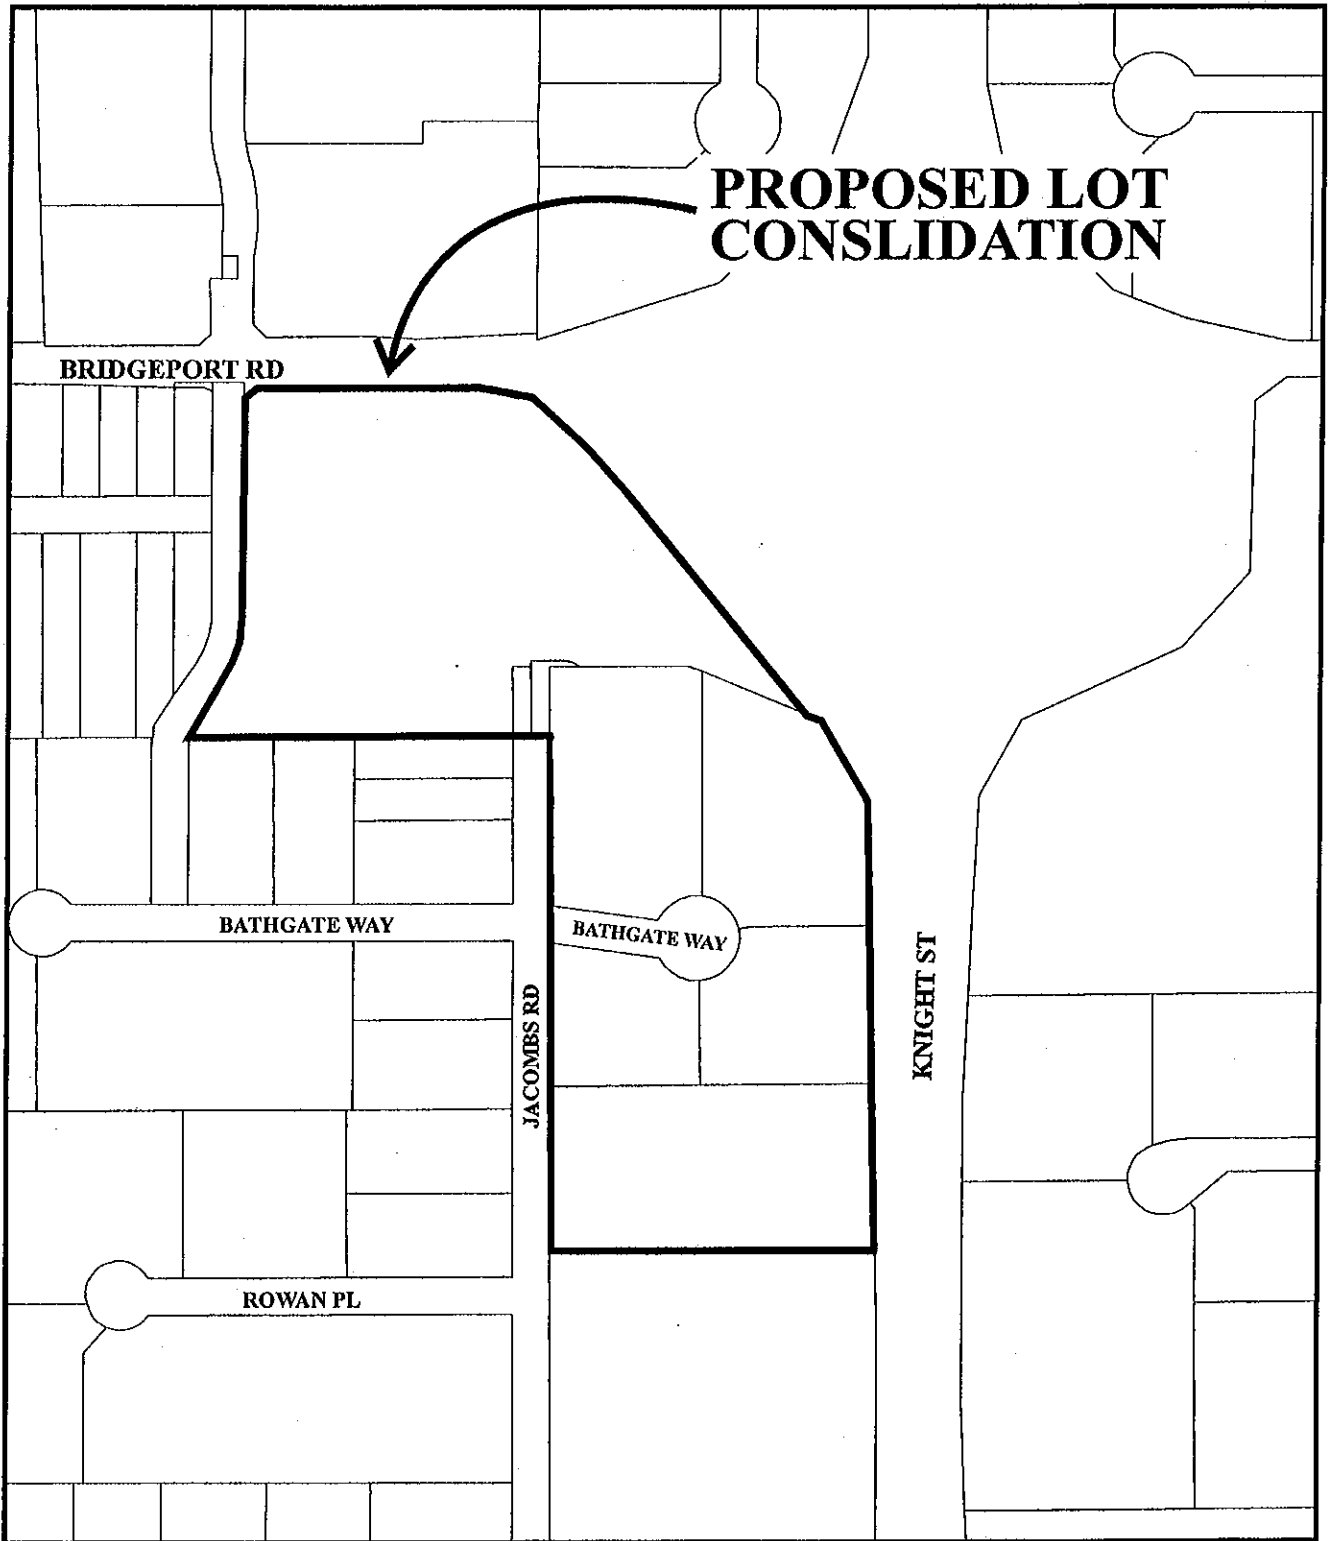 PROPOSED LOT
CONSLIDATION
BRIDGEPORT RD
BATHGATE WAY
BATHGATE WAY
JACOMBS RD
KNIGHT ST
ROWAN PL